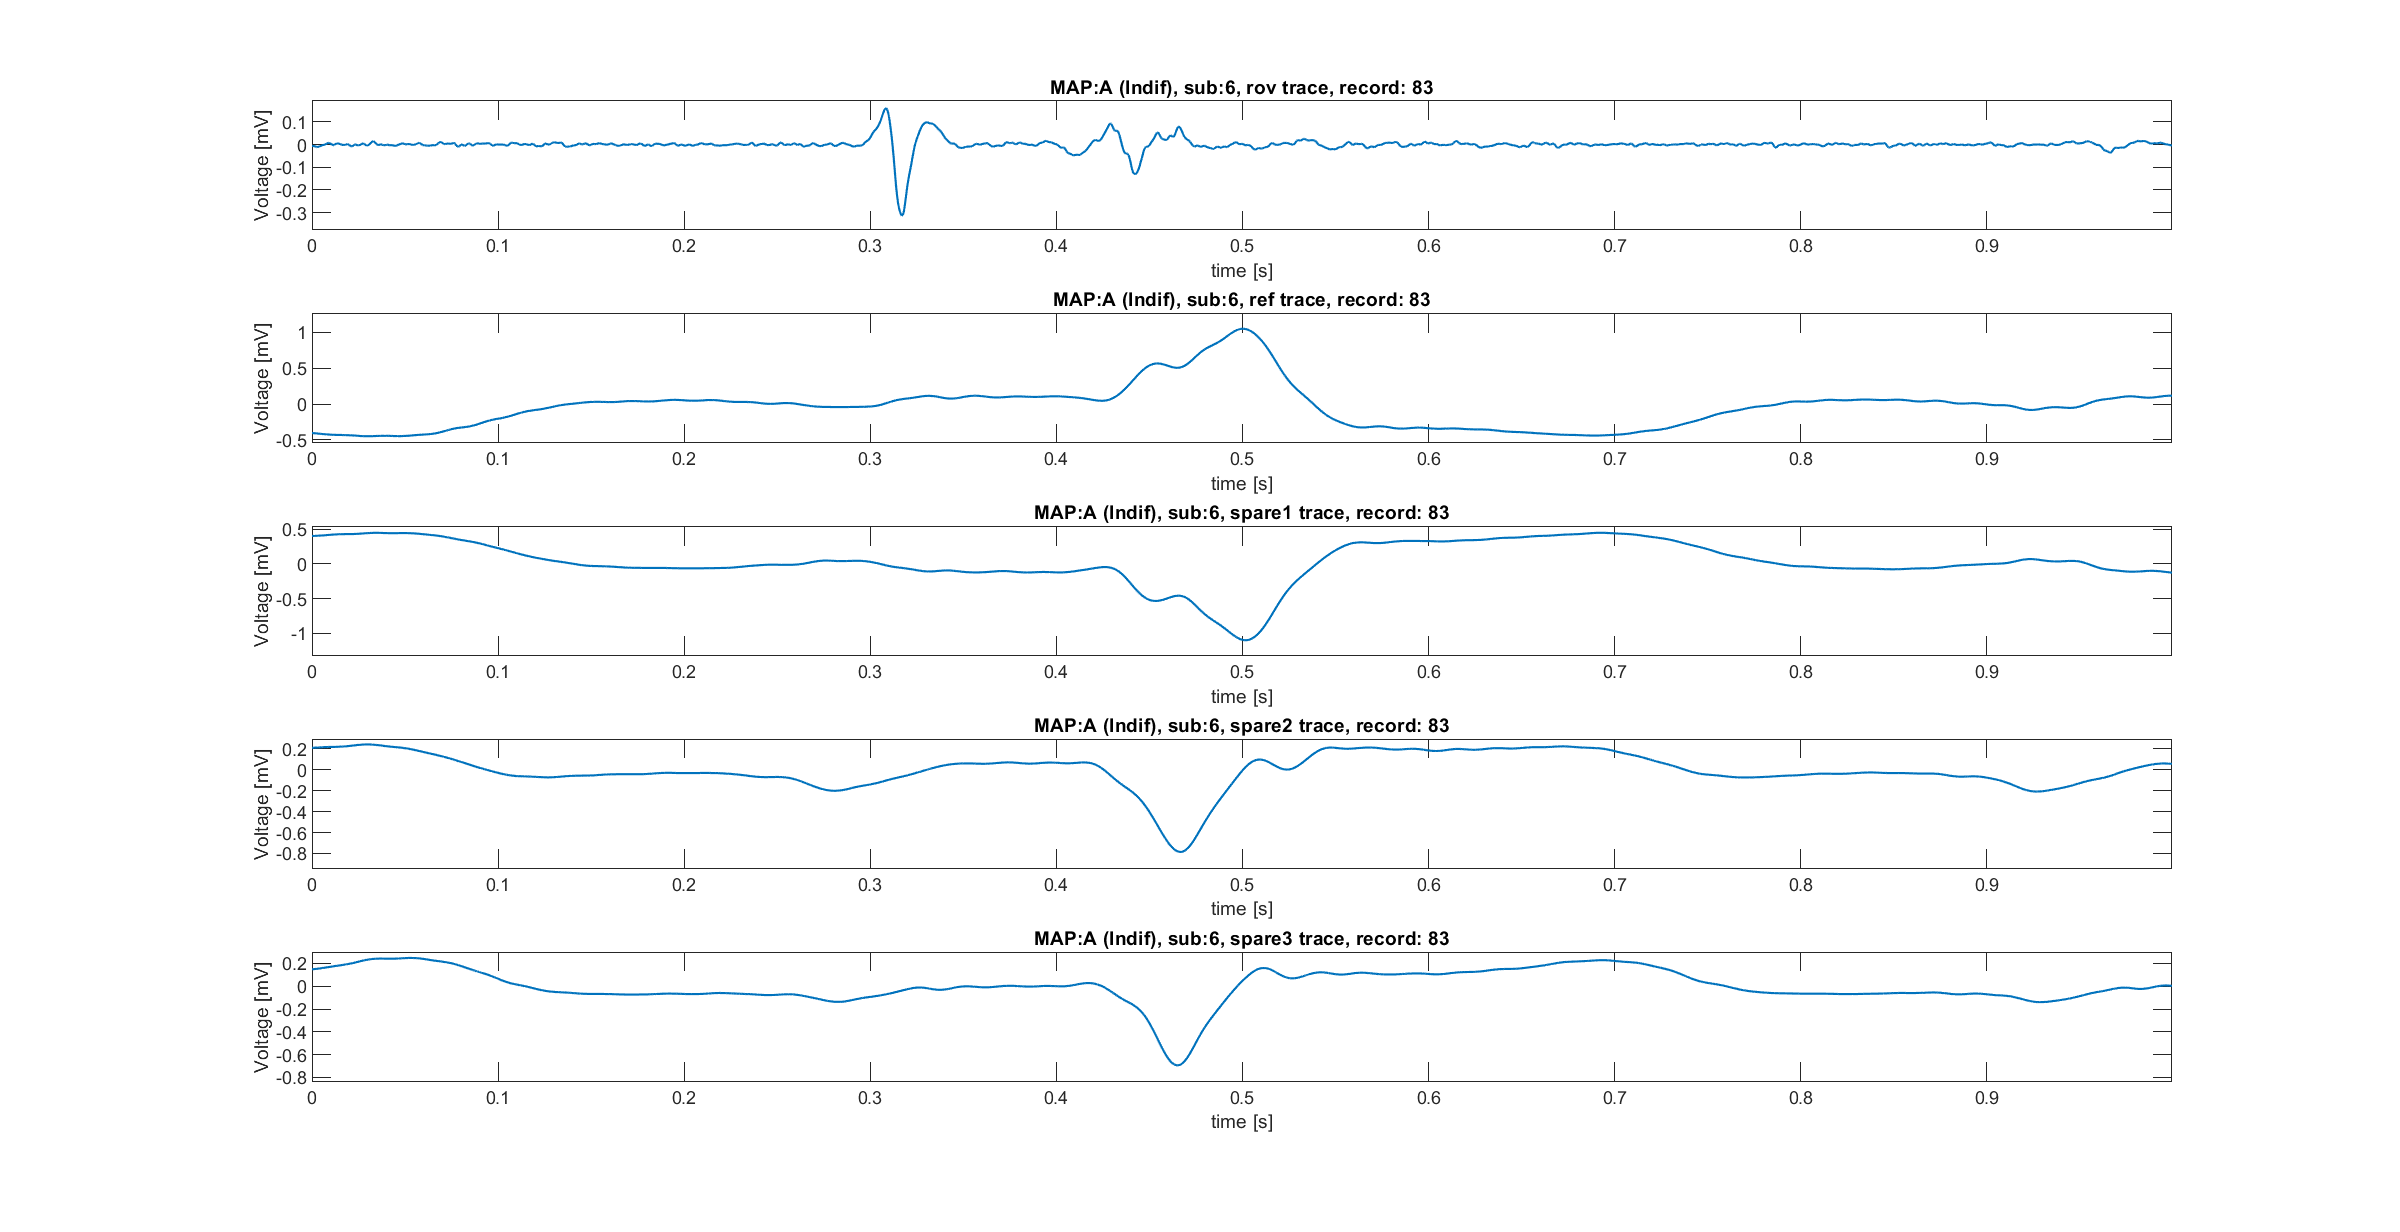 MAP:A (Indif), sub:6, rov trace, record: 83
Voltage [mV]
0.1
0
-0.1
-0.2
-0.3
0 0.1 0.2 0.3 0.4 0.5 0.6 0.7 0.8 0.9
time [s]
MAP:A (Indif), sub:6, ref trace, record: 83
Voltage [mV]
1
0.5
0
-0.5
0 0.1 0.2 0.3 0.4 0.5 0.6 0.7 0.8 0.9
time [s]
MAP:A (Indif), sub:6, spare1 trace, record: 83
Voltage [mV]
0.5
0
-0.5
-1
0 0.1 0.2 0.3 0.4 0.5 0.6 0.7 0.8 0.9
time [s]
MAP:A (Indif), sub:6, spare2 trace, record: 83
Voltage [mV]
0.2
0
-0.2
-0.4
-0.6
-0.8
0 0.1 0.2 0.3 0.4 0.5 0.6 0.7 0.8 0.9
time [s]
MAP:A (Indif), sub:6, spare3 trace, record: 83
Voltage [mV]
0.2
0
-0.2
-0.4
-0.6
-0.8
0 0.1 0.2 0.3 0.4 0.5 0.6 0.7 0.8 0.9
time [s]